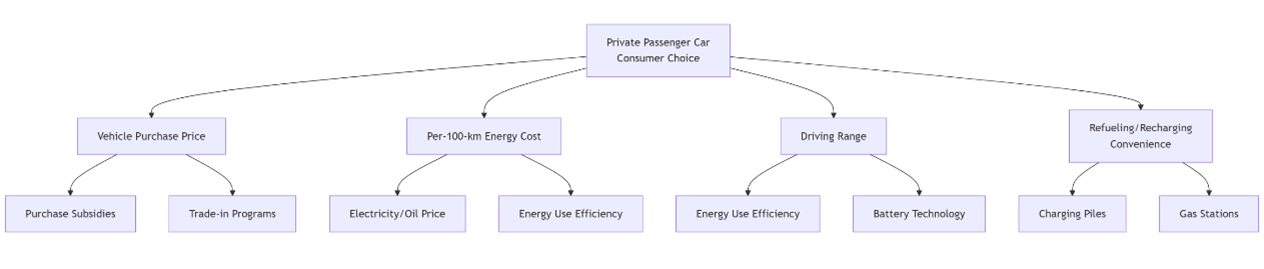 Private Passenger Car
Consumer Choice
Vehicle Purchase Price
Per-100-km Energy Cost
Driving Range
Refueling/Recharging
Convenience
Purchase Subsidies
Trade-in Programs
Electricity/Oil Price
Energy Use Efficiency
Energy Use Efficiency
Battery Technology
Charging Piles
Gas Stations